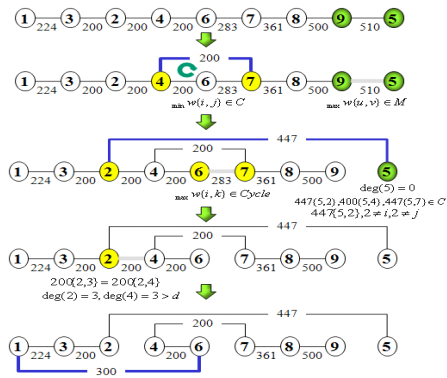 1 3 2 4 6 7 8 9 5
224 200 200 200 283 361 500 510
200
C
1 3 2 4 6 7 8 9 5
224 200 200 200 283 361 500 510
min w(i, j) ∈ C max w(u, v) ∈ M
447
200
1 3 2 4 6 7 8 9 5
224 200 200 200 283 361 500
max w(i, k) ∈ Cycle
deg(5) = 0
447(5,2),400(5,4),447(5,7) ∈ C
447{5,2}, 2 ≠ i, 2 ≠ j
447
200
1 3 2 4 6 7 8 9 5
224 200 200 200 361 500
200{2,3} = 200{2,4}
deg(2) = 3, deg(4) = 3 > d
447
200
1 3 2 4 6 7 8 9 5
224 200 200 361 500
300